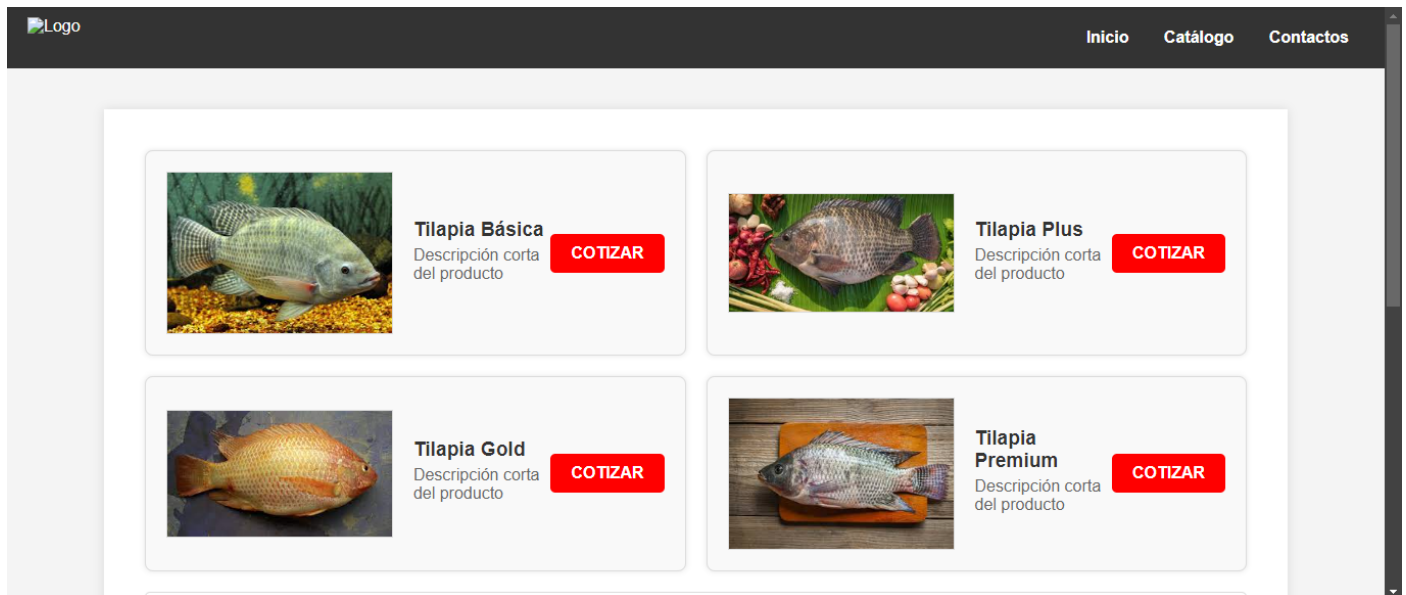 Logo
Inicio Catálogo Contactos
Tilapia Básica
Descripción corta
del producto
COTIZAR
Tilapia Plus
Descripción corta
del producto
COTIZAR
Tilapia Gold
Descripción corta
del producto
COTIZAR
Tilapia
Premium
Descripción corta
del producto
COTIZAR